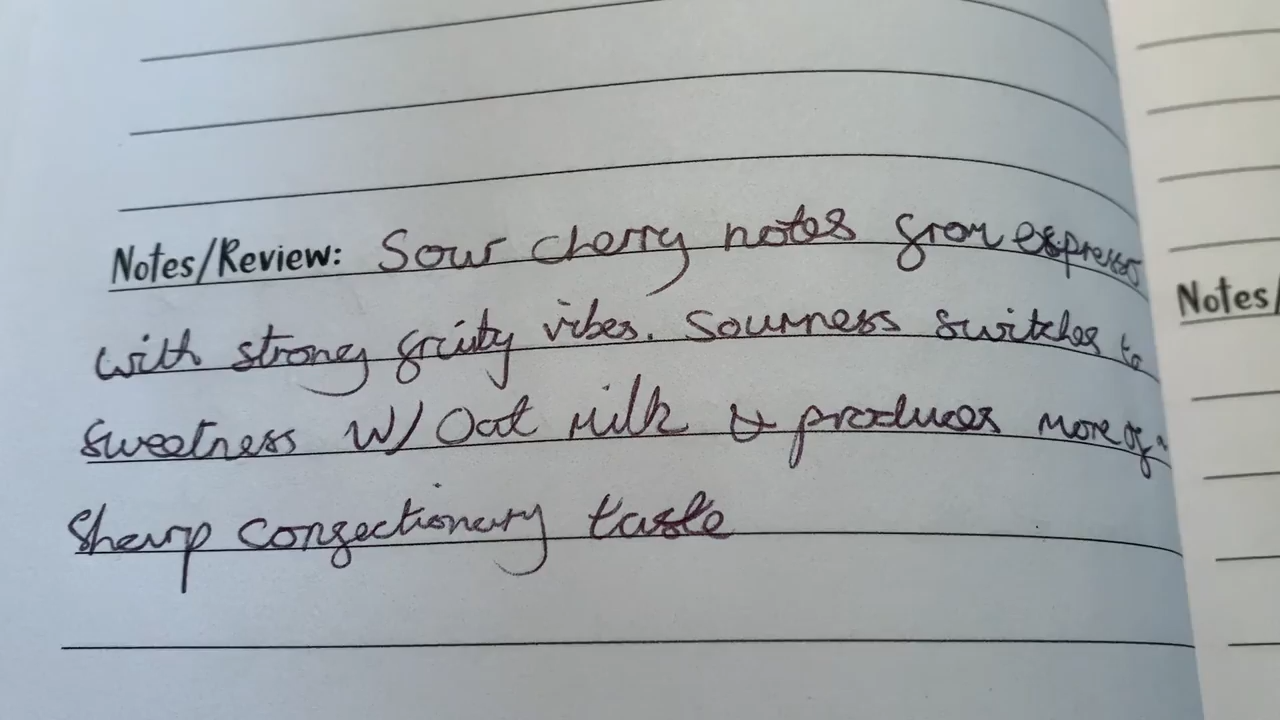 Notes/Review: Sour cherry notes from espresso
with strong fruity vibes. Sourness switches to
sweetness w/ Oat milk & produces more of a
sharp confectionary taste
Notes/